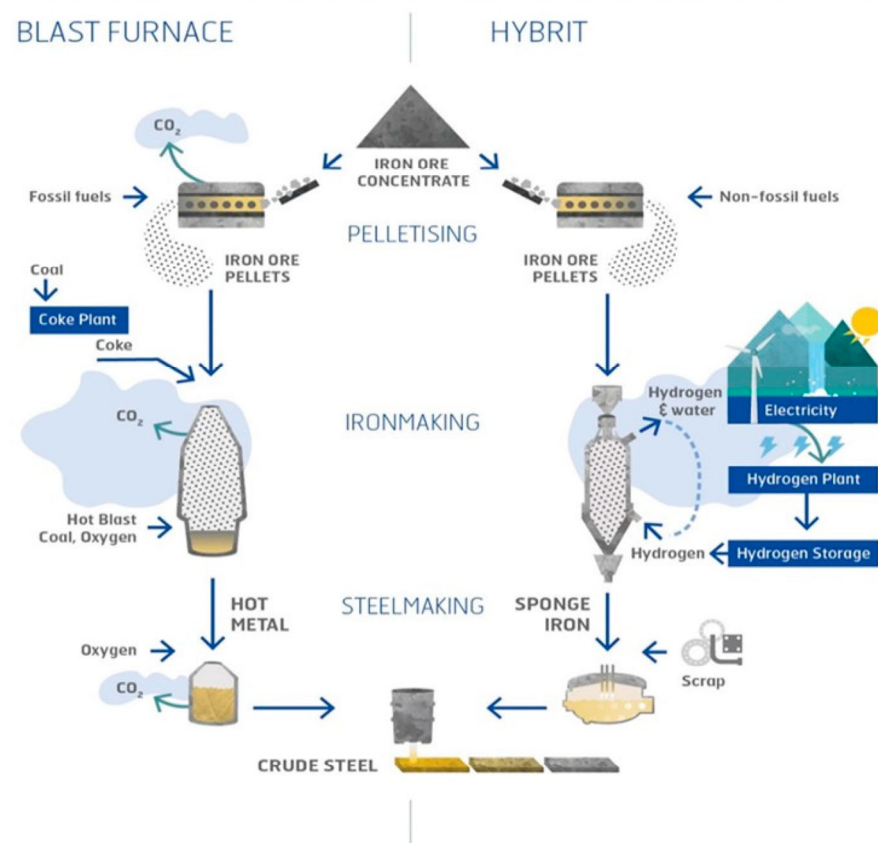 BLAST FURNACE
HYBRIT
CO₂
IRON ORE
CONCENTRATE
Fossil fuels
Non-fossil fuels
PELLETISING
IRON ORE
PELLETS
IRON ORE
PELLETS
Coal
Coke Plant
Coke
CO₂
IRONMAKING
Hydrogen
& water
Electricity
Hydrogen Plant
Hot Blast
Coal, Oxygen
Hydrogen
Hydrogen Storage
HOT
METAL
STEELMAKING
SPONGE
IRON
Oxygen
CO₂
Scrap
CRUDE STEEL